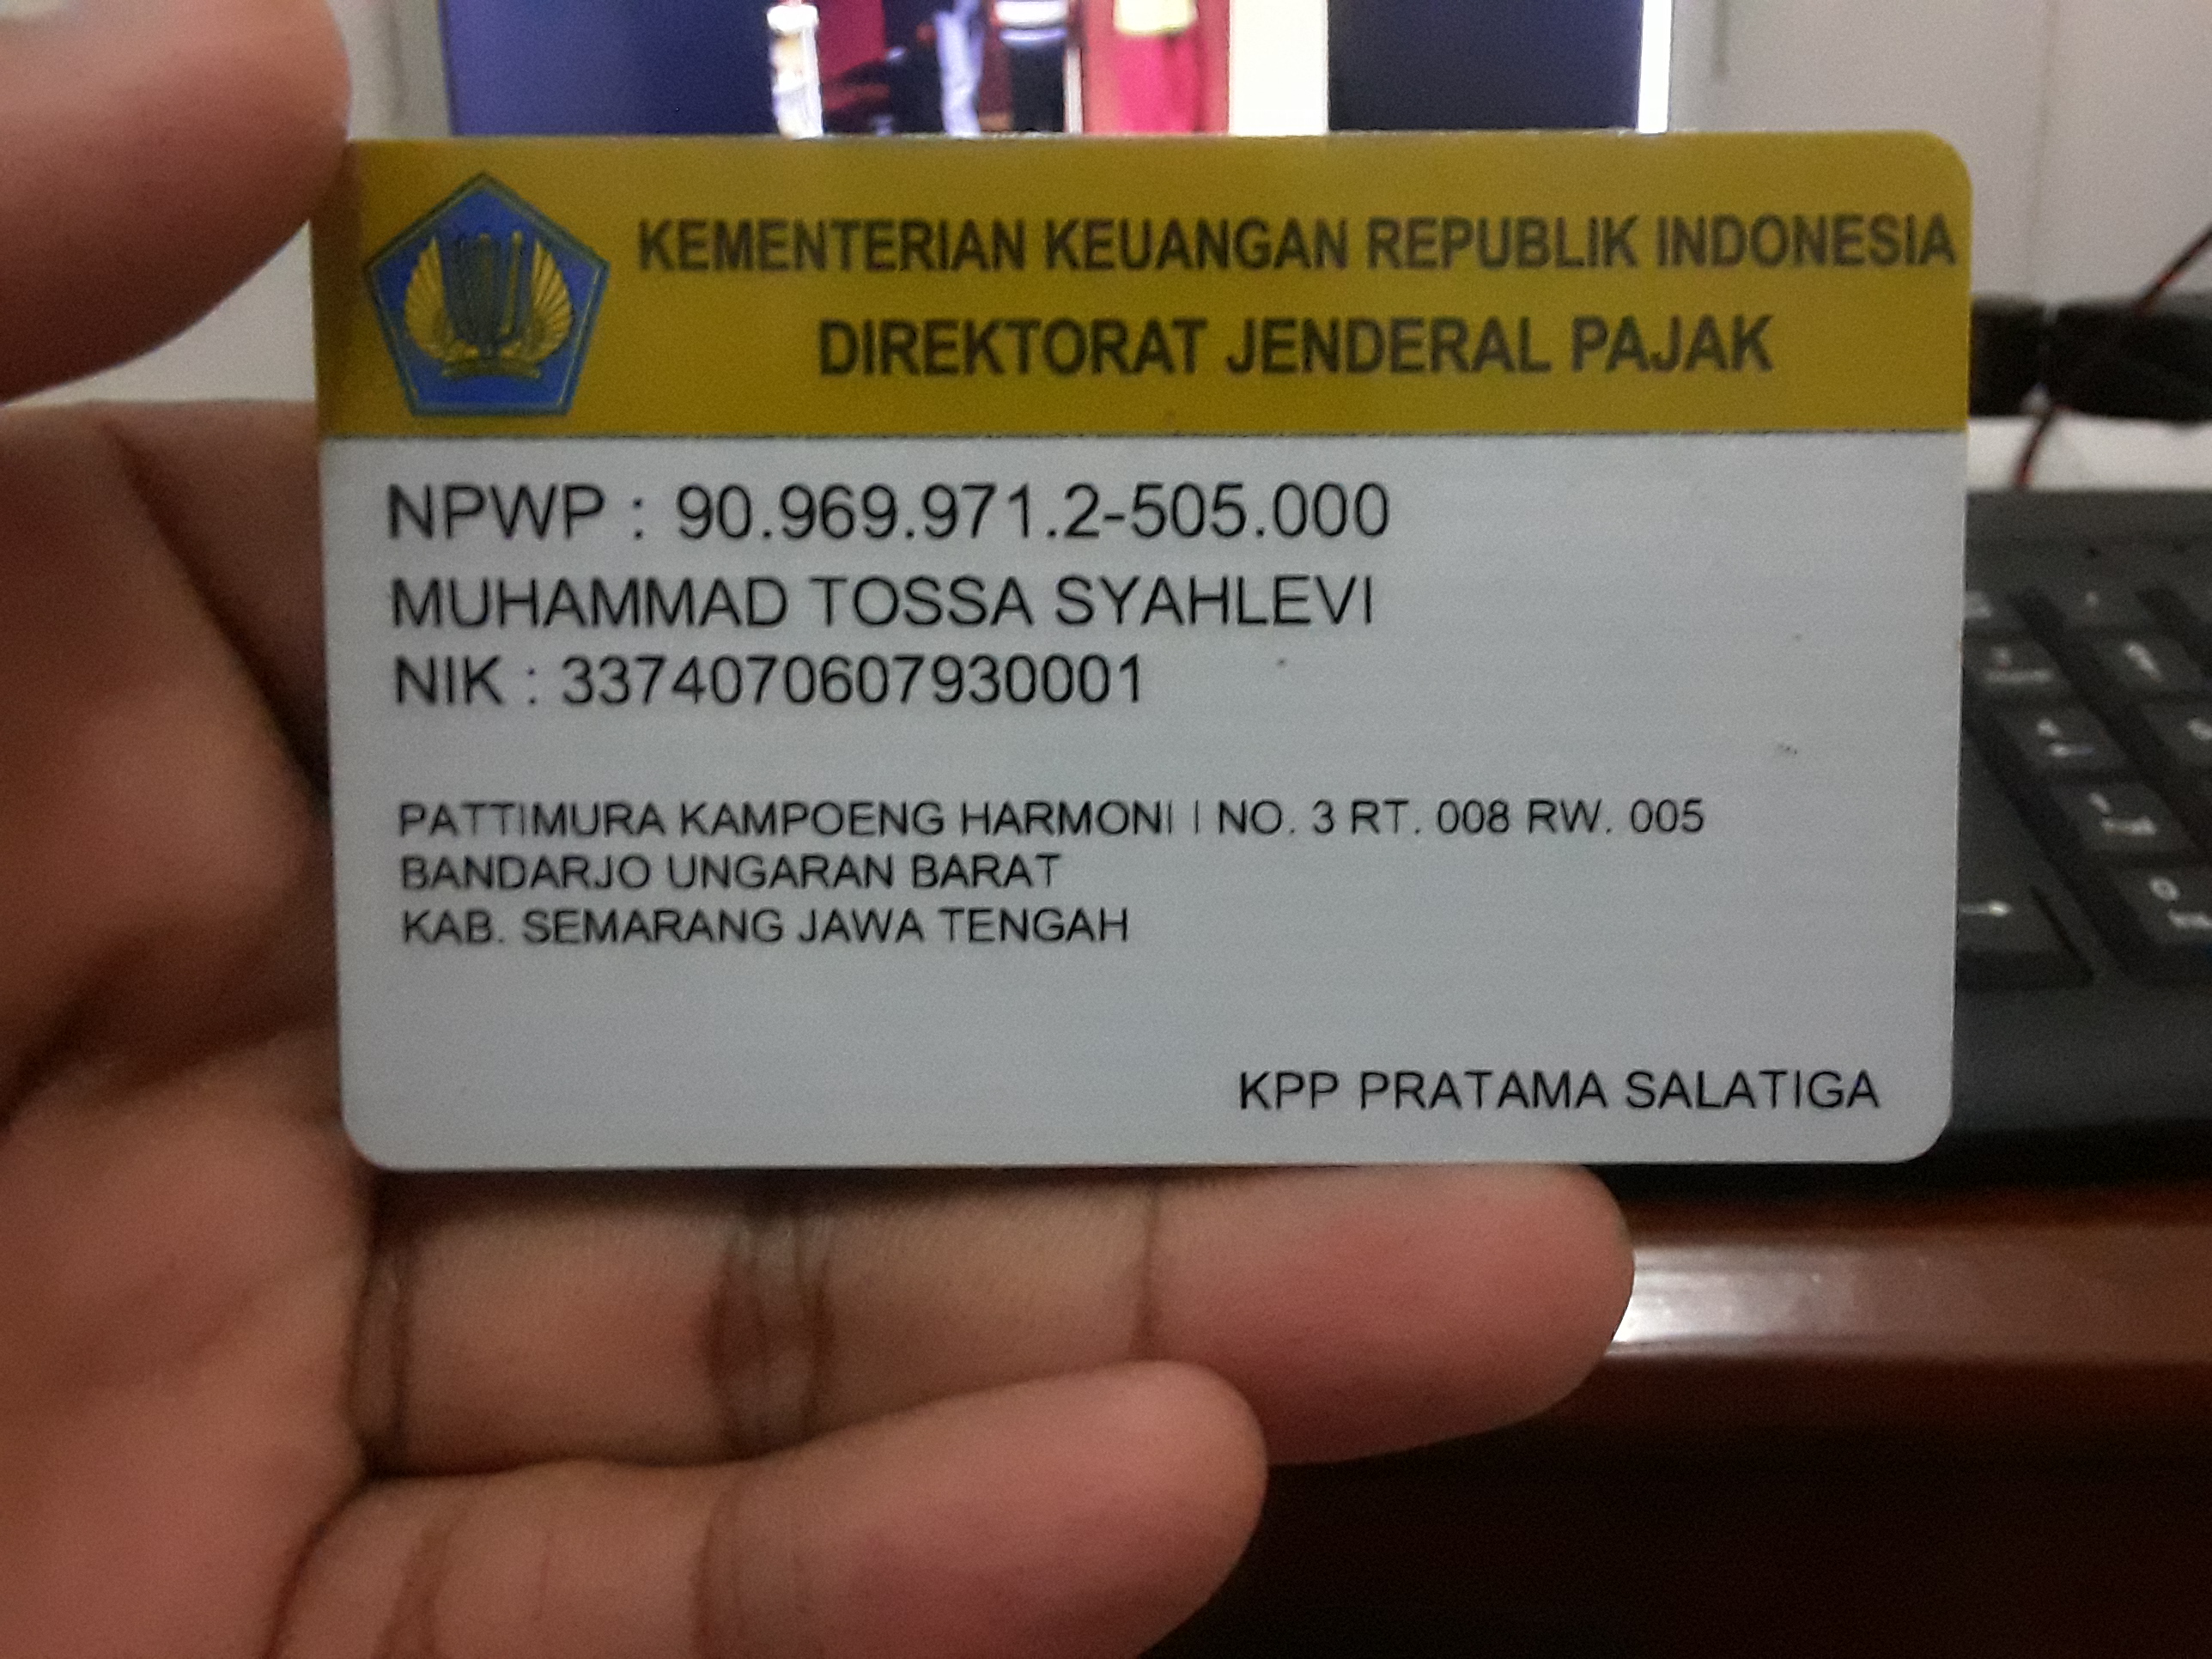 KEMENTERIAN KEUANGAN REPUBLIK INDONESIA
DIREKTORAT JENDERAL PAJAK
NPWP : 90.969.971.2-505.000
MUHAMMAD TOSSA SYAHLEVI
NIK : 3374070607930001
PATTIMURA KAMPOENG HARMONI I NO. 3 RT. 008 RW. 005
BANDARJO UNGARAN BARAT
KAB. SEMARANG JAWA TENGAH
KPP PRATAMA SALATIGA